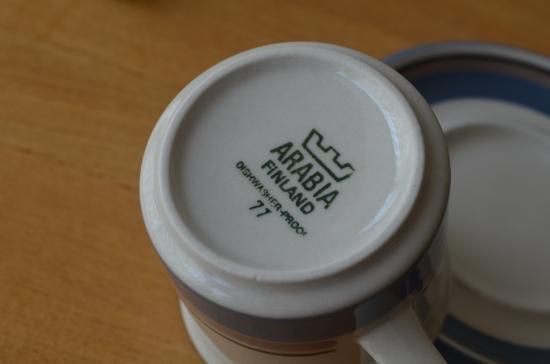 ARABIA
FINLAND
DISHWASHER-PROOF
77